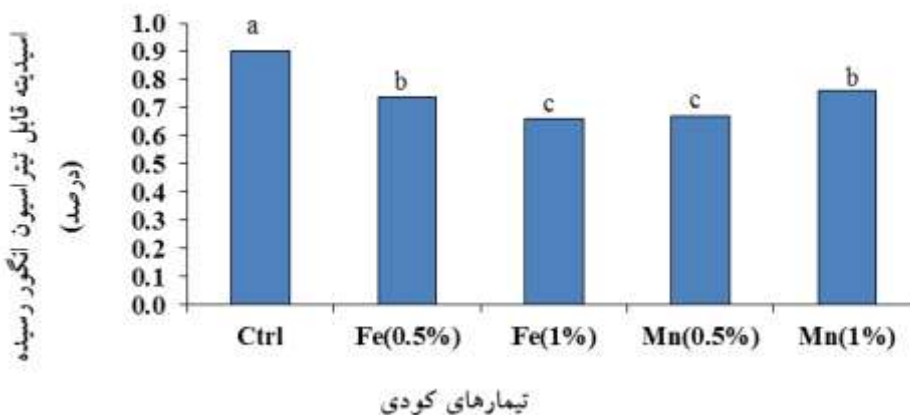 اسیدیته قابل تیتراسیون انگور رسیده
(درصد)
1.0
0.9
0.8
0.7
0.6
0.5
0.4
0.3
0.2
0.1
0.0
a
b
c
c
b
Ctrl
Fe(0.5%)
Fe(1%)
Mn(0.5%)
Mn(1%)
تیمارهای کودی